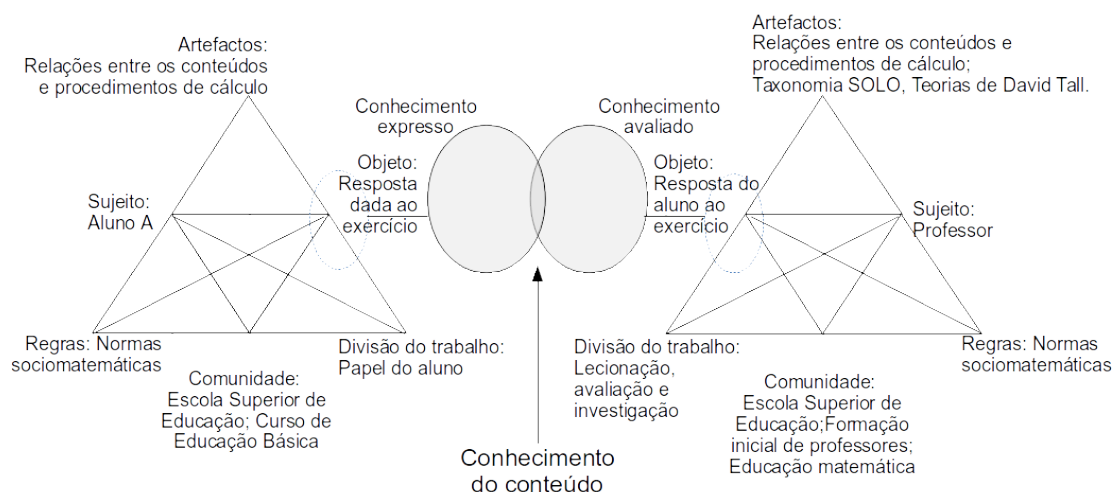 Artefactos:
Relações entre os conteúdos
e procedimentos de cálculo
Conhecimento
expresso
Objeto:
Resposta
dada ao
exercício
Sujeito:
Aluno A
Regras: Normas
sociomatemáticas
Comunidade:
Escola Superior de
Educação; Curso de
Educação Básica
Divisão do trabalho:
Papel do aluno
Conhecimento
do conteúdo
Artefactos:
Relações entre os conteúdos e
procedimentos de cálculo;
Taxonomia SOLO, Teorias de David Tall.
Conhecimento
avaliado
Objeto:
Resposta do
aluno ao
exercício
Sujeito:
Professor
Divisão do trabalho:
Lecionação,
avaliação e
investigação
Comunidade:
Escola Superior de
Educação;Formação
inicial de professores;
Educação matemática
Regras: Normas
sociomatemáticas